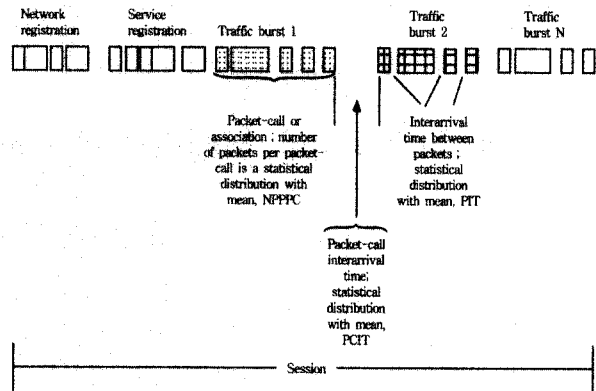 Network
registration
Service
registration
Traffic burst 1
Traffic
burst 2
Traffic
burst N
Packet-call or
association ; number
of packets per packet-
call is a statistical
distribution with
mean, NPPPC
Interarrival
time between
packets ;
statistical
distribution
with mean, PIT
Packet-call
interarrival
time;
statistical
distribution
with mean,
PCIT
Session